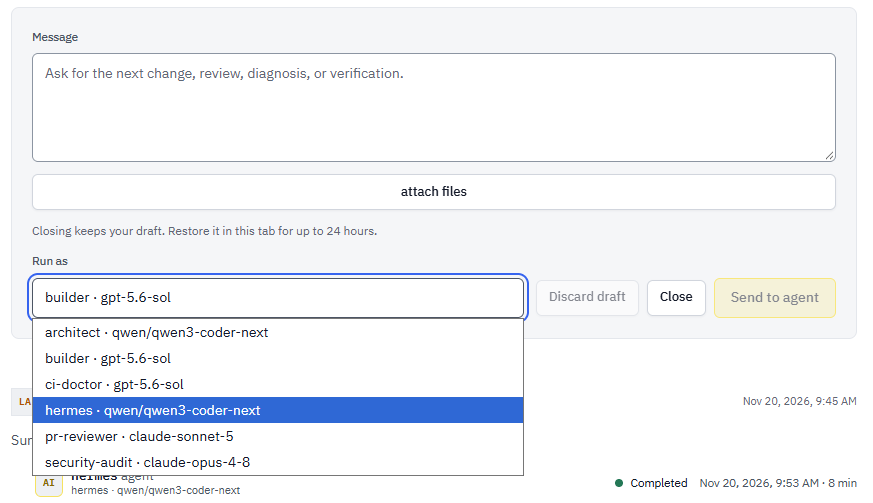 Message
Ask for the next change, review, diagnosis, or verification.
attach files
Closing keeps your draft. Restore it in this tab for up to 24 hours.
Run as
builder · gpt-5.6-sol
Discard draft
Close
Send to agent
architect · qwen/qwen3-coder-next
builder · gpt-5.6-sol
ci-doctor · gpt-5.6-sol
hermes · qwen/qwen3-coder-next
pr-reviewer · claude-sonnet-5
security-audit · claude-opus-4-8
LA
Nov 20, 2026, 9:45 AM
AI
hermes agent
Completed
Nov 20, 2026, 9:53 AM · 8 min
hermes · qwen/qwen3-coder-next